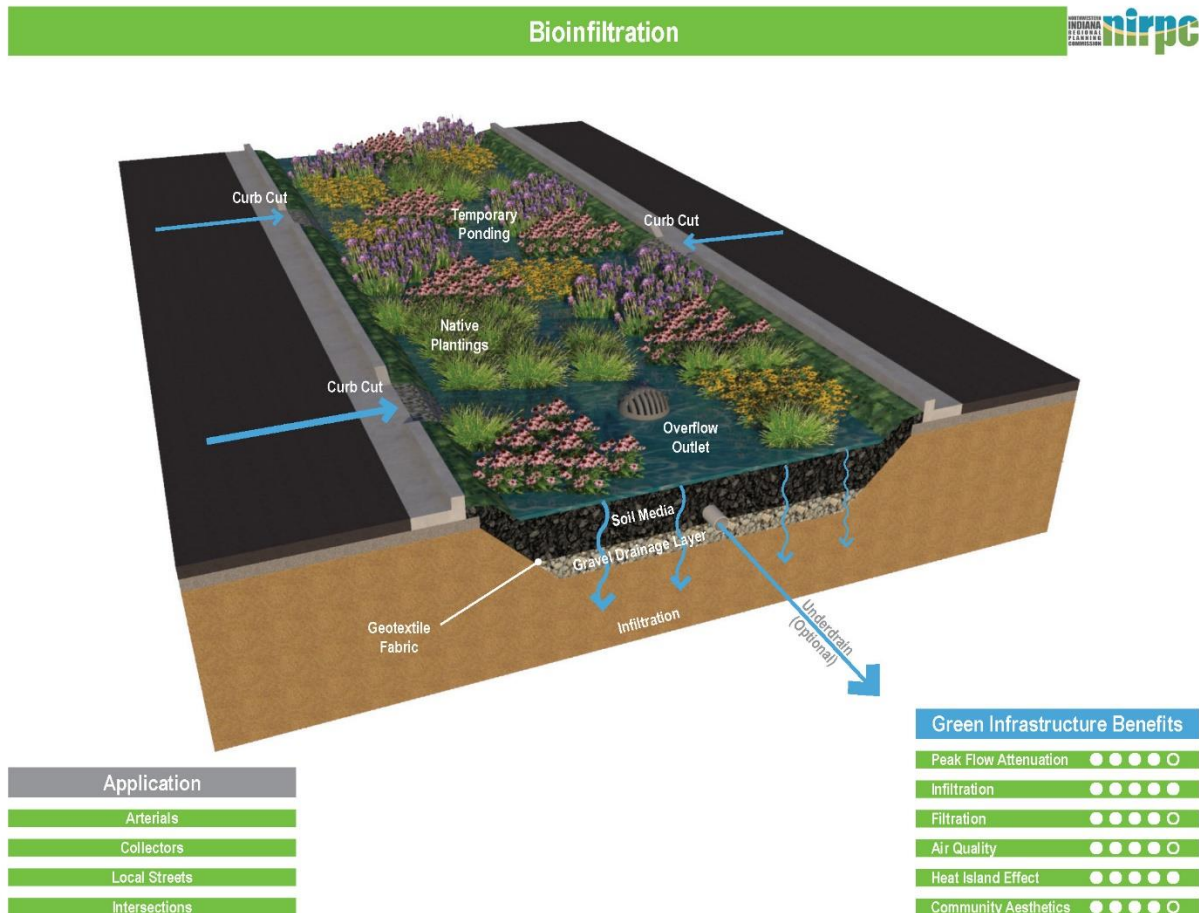 Bioinfiltration
NORTHWESTERN
INDIANA
REGIONAL
PLANNING
COMMISSION
nirpc
Curb Cut
Temporary
Ponding
Curb Cut
Native
Plantings
Curb Cut
Overflow
Outlet
Soil Media
Gravel Drainage Layer
Geotextile
Fabric
Infiltration
Underdrain
(Optional)
Green Infrastructure Benefits
Peak Flow Attenuation
Infiltration
Filtration
Air Quality
Heat Island Effect
Community Aesthetics
Application
Arterials
Collectors
Local Streets
Intersections